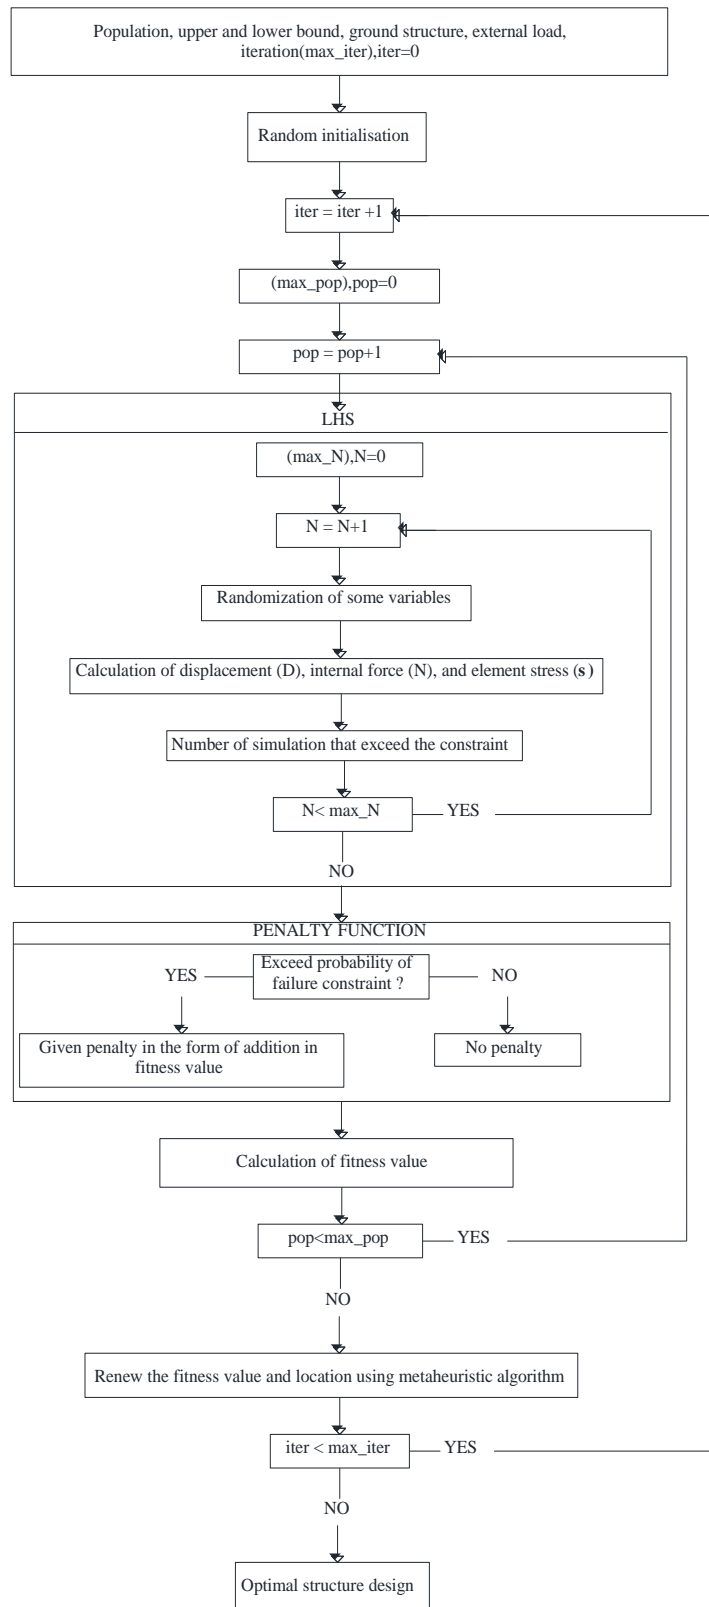 Population, upper and lower bound, ground structure, external load,
iteration(max_iter),iter=0
Random initialisation
iter = iter +1
(max_pop),pop=0
pop = pop+1
LHS
(max_N),N=0
N = N+1
Randomization of some variables
Calculation of displacement (D), internal force (N), and element stress (s)
Number of simulation that exceed the constraint
N< max_N
YES
NO
PENALTY FUNCTION
Exceed probability of
failure constraint ?
YES
NO
Given penalty in the form of addition in
fitness value
No penalty
Calculation of fitness value
pop<max_pop
YES
NO
Renew the fitness value and location using metaheuristic algorithm
iter < max_iter
YES
NO
Optimal structure design